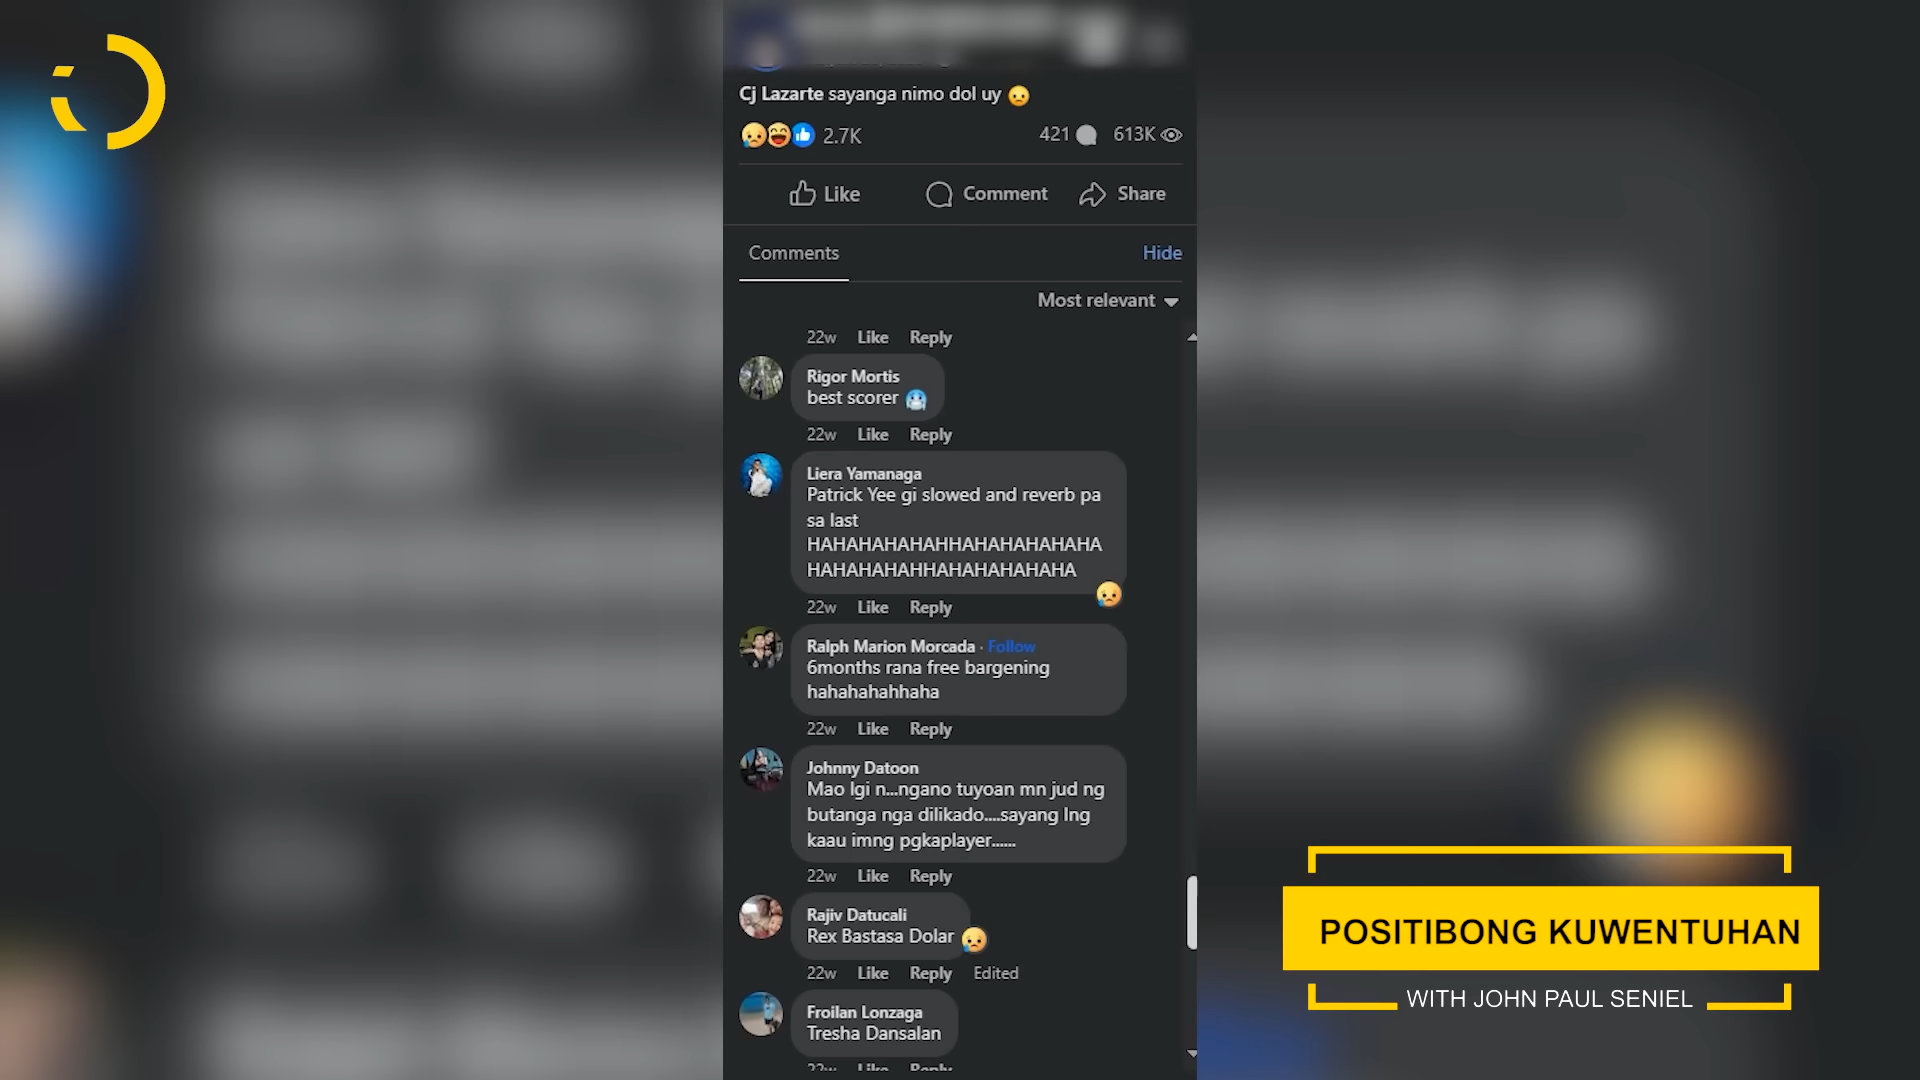 Cj Lazarte sayanga nimo dol uy
2.7K 421 613K
Like Comment Share
Comments Hide
Most relevant
22w Like Reply
Rigor Mortis
best scorer
22w Like Reply
Liera Yamanaga
Patrick Yee gi slowed and reverb pa
sa last
HAHAHAHAHAHHAHAHAHAHAHA
HAHAHAHAHHAHAHAHAHAHA
22w Like Reply
Ralph Marion Morcada · Follow
6months rana free bargening
hahahahahhaha
22w Like Reply
Johnny Datoon
Mao lgi n...ngano tuyoan mn jud ng
butanga nga dilikado....sayang lng
kaau imng pgkaplayer......
22w Like Reply
Rajiv Datucali
Rex Bastasa Dolar
22w Like Reply Edited
Froilan Lonzaga
Tresha Dansalan
22w Like Reply
POSITIBONG KUWENTUHAN
WITH JOHN PAUL SENIEL